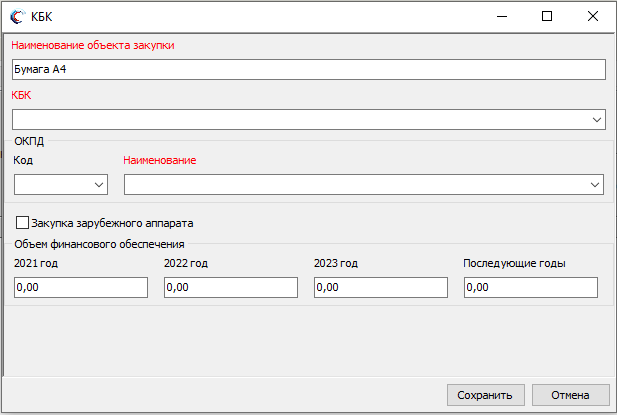 КБК
Наименование объекта закупки
Бумага А4
КБК
ОКПД
Код Наименование
Закупка зарубежного аппарата
Объем финансового обеспечения
2021 год 2022 год 2023 год Последующие годы
0,00 0,00 0,00 0,00
Сохранить Отмена